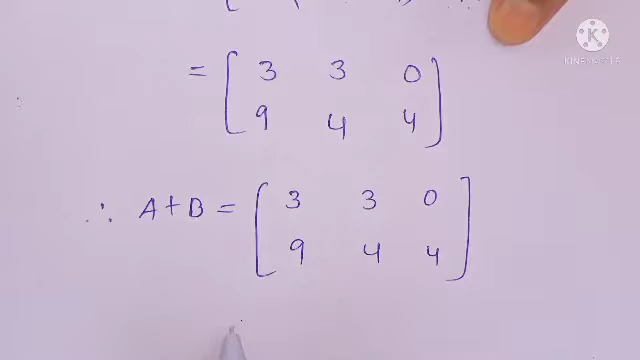 = [ 3 3 0
9 4 4 ]
∴ A+B = [ 3 3 0
9 4 4 ]